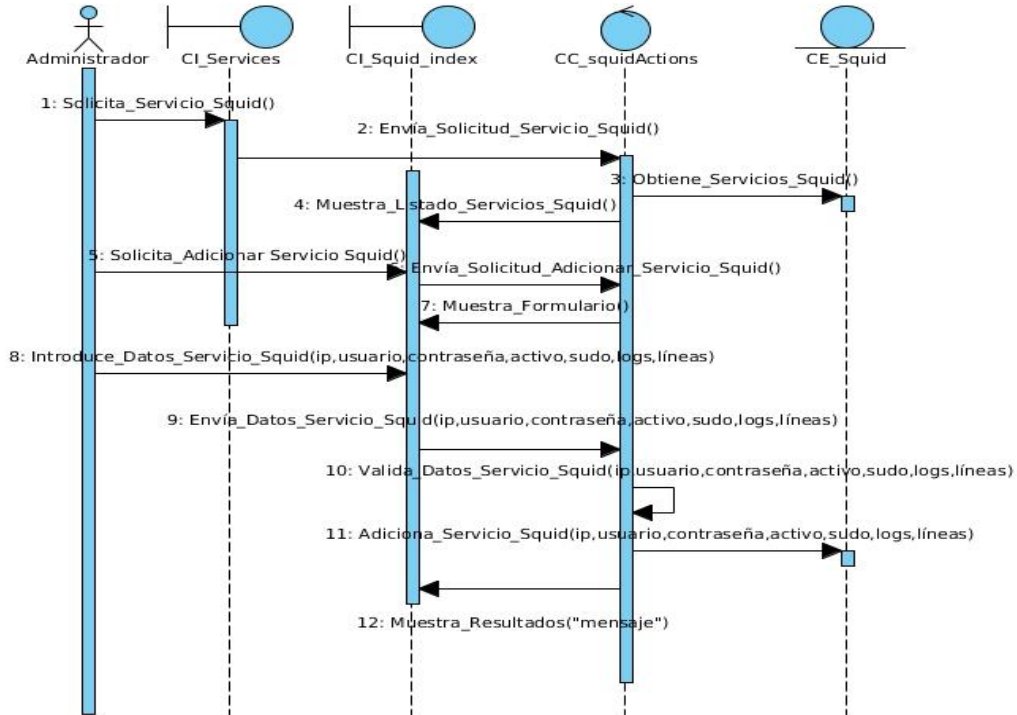 Administrador
CI_Services
CI_Squid_index
CC_squidActions
CE_Squid
1: Solicita_Servicio_Squid()
2: Envía_Solicitud_Servicio_Squid()
3: Obtiene_Servicios_Squid()
4: Muestra_Listado_Servicios_Squid()
5: Solicita_Adicionar Servicio Squid()
6: Envía_Solicitud_Adicionar_Servicio_Squid()
7: Muestra_Formulario()
8: Introduce_Datos_Servicio_Squid(ip,usuario,contraseña,activo,sudo,logs,líneas)
9: Envía_Datos_Servicio_Squid(ip,usuario,contraseña,activo,sudo,logs,líneas)
10: Valida_Datos_Servicio_Squid(ip,usuario,contraseña,activo,sudo,logs,líneas)
11: Adiciona_Servicio_Squid(ip,usuario,contraseña,activo,sudo,logs,líneas)
12: Muestra_Resultados("mensaje")